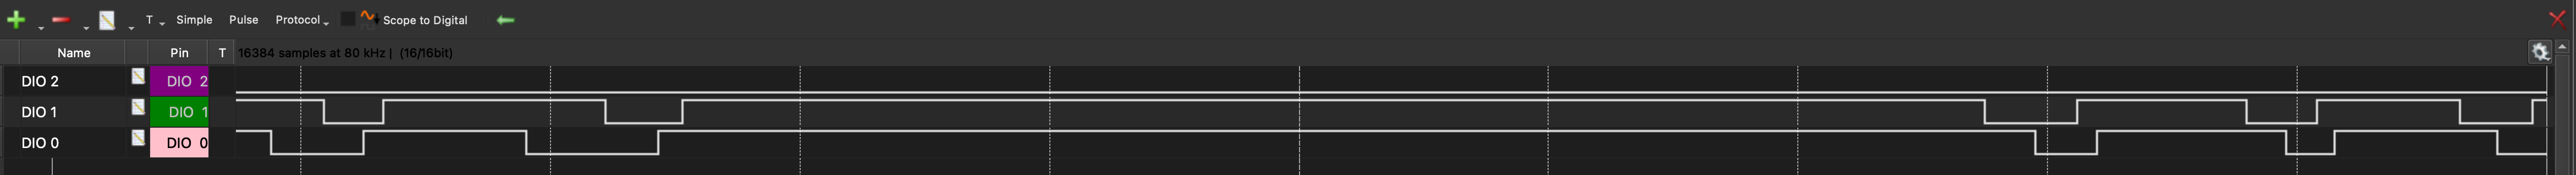 T Simple Pulse Protocol Scope to Digital
Name Pin T 16384 samples at 80 kHz | (16/16bit)
DIO 2 DIO 2
DIO 1 DIO 1
DIO 0 DIO 0